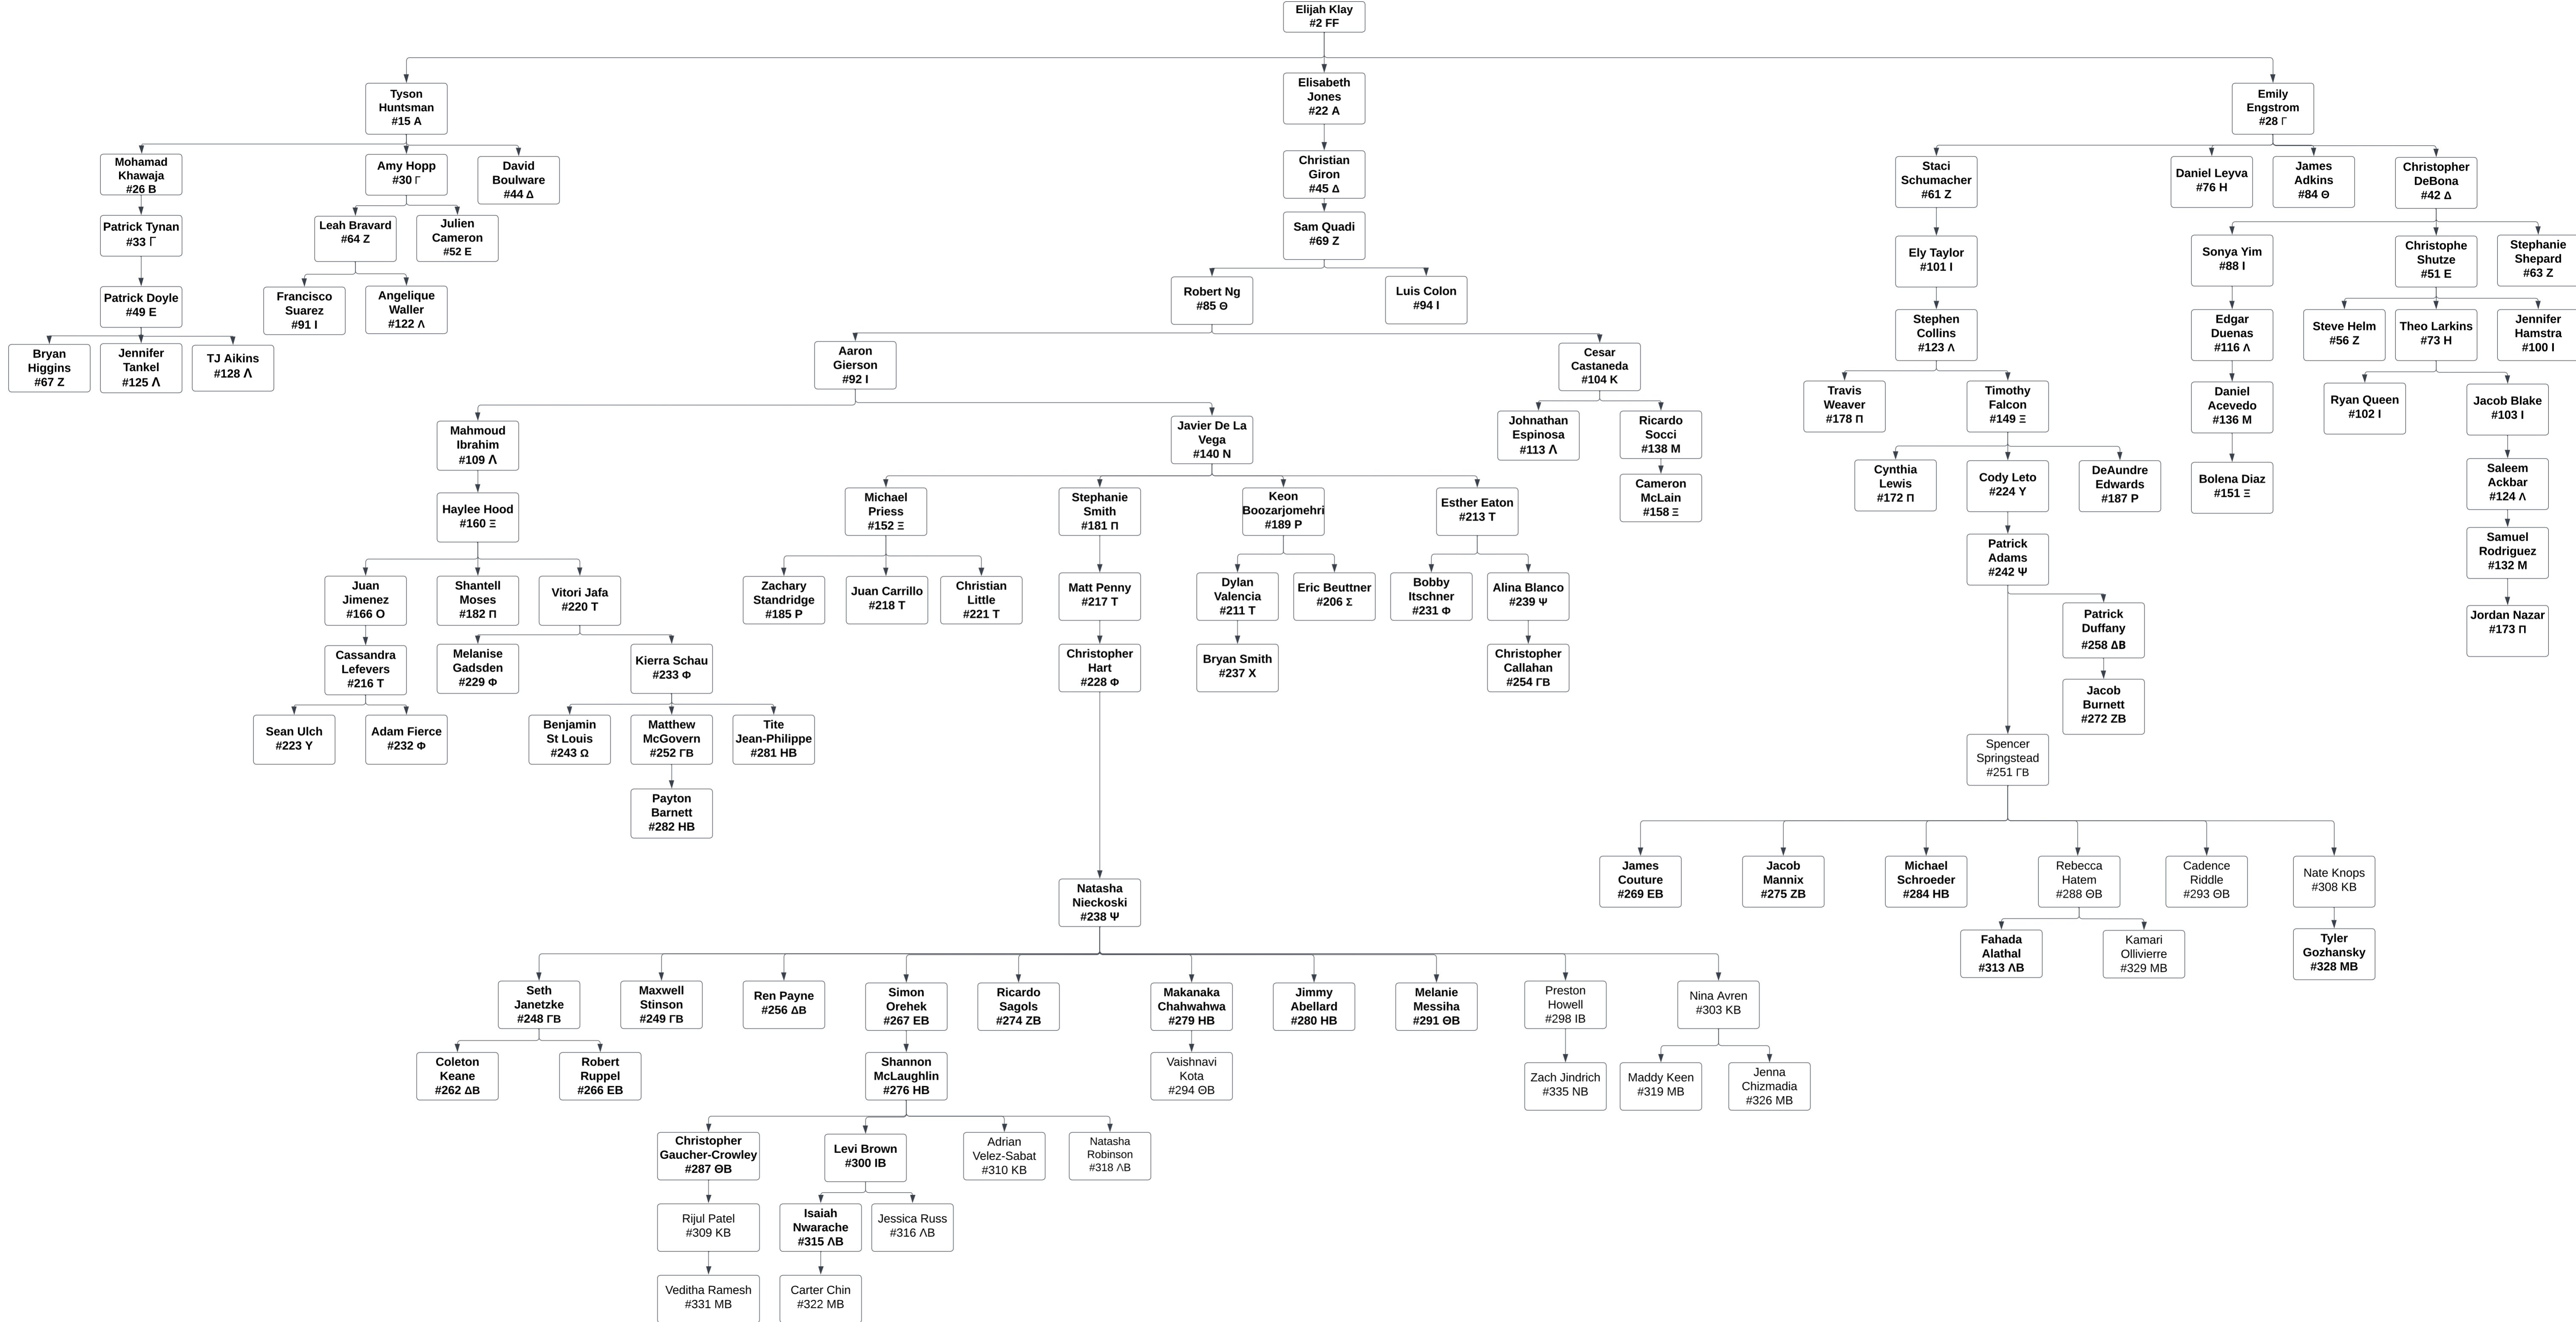 Elijah Klay
#2 FF
Tyson
Huntsman
#15 A
Elisabeth
Jones
#22 A
Emily
Engstrom
#28 Γ
Mohamad
Khawaja
#26 B
Amy Hopp
#30 Γ
David
Boulware
#44 Δ
Christian
Giron
#45 Δ
Staci
Schumacher
#61 Z
Daniel Leyva
#76 H
James
Adkins
#84 Θ
Christopher
DeBona
#42 Δ
Patrick Tynan
#33 Γ
Leah Bravard
#64 Z
Julien
Cameron
#52 E
Sam Quadi
#69 Z
Ely Taylor
#101 I
Sonya Yim
#88 I
Christophe
Shutze
#51 E
Stephanie
Shepard
#63 Z
Patrick Doyle
#49 E
Francisco
Suarez
#91 I
Angelique
Waller
#122 Λ
Robert Ng
#85 Θ
Luis Colon
#94 I
Stephen
Collins
#123 Λ
Edgar
Duenas
#116 Λ
Steve Helm
#56 Z
Theo Larkins
#73 H
Jennifer
Hamstra
#100 I
Bryan
Higgins
#67 Z
Jennifer
Tankel
#125 Λ
TJ Aikins
#128 Λ
Aaron
Gierson
#92 I
Cesar
Castaneda
#104 K
Travis
Weaver
#178 Π
Timothy
Falcon
#149 Ξ
Daniel
Acevedo
#136 M
Ryan Queen
#102 I
Jacob Blake
#103 I
Mahmoud
Ibrahim
#109 Λ
Javier De La
Vega
#140 N
Johnathan
Espinosa
#113 Λ
Ricardo
Socci
#138 M
Cynthia
Lewis
#172 Π
Cody Leto
#224 Y
DeAundre
Edwards
#187 P
Bolena Diaz
#151 Ξ
Saleem
Ackbar
#124 Λ
Haylee Hood
#160 Ξ
Michael
Priess
#152 Ξ
Stephanie
Smith
#181 Π
Keon
Boozarjomehri
#189 P
Esther Eaton
#213 T
Cameron
McLain
#158 Ξ
Patrick
Adams
#242 Ψ
Samuel
Rodriguez
#132 M
Juan
Jimenez
#166 O
Shantell
Moses
#182 Π
Vitori Jafa
#220 T
Zachary
Standridge
#185 P
Juan Carrillo
#218 T
Christian
Little
#221 T
Matt Penny
#217 T
Dylan
Valencia
#211 T
Eric Beuttner
#206 Σ
Bobby
Itschner
#231 Φ
Alina Blanco
#239 Ψ
Patrick
Duffany
#258 ΔB
Jordan Nazar
#173 Π
Cassandra
Lefevers
#216 T
Melanise
Gadsden
#229 Φ
Kierra Schau
#233 Φ
Christopher
Hart
#228 Φ
Bryan Smith
#237 X
Christopher
Callahan
#254 ΓB
Jacob
Burnett
#272 ZB
Sean Ulch
#223 Y
Adam Fierce
#232 Φ
Benjamin
St Louis
#243 Ω
Matthew
McGovern
#252 ΓB
Tite
Jean-Philippe
#281 HB
Spencer
Springstead
#251 ΓB
Payton
Barnett
#282 HB
James
Couture
#269 EB
Jacob
Mannix
#275 ZB
Michael
Schroeder
#284 HB
Rebecca
Hatem
#288 ΘB
Cadence
Riddle
#293 ΘB
Nate Knops
#308 KB
Natasha
Nieckoski
#238 Ψ
Fahada
Alathal
#313 ΛB
Kamari
Ollivierre
#329 MB
Tyler
Gozhansky
#328 MB
Seth
Janetzke
#248 ΓB
Maxwell
Stinson
#249 ΓB
Ren Payne
#256 ΔB
Simon
Orehek
#267 EB
Ricardo
Sagols
#274 ZB
Makanaka
Chahwahwa
#279 HB
Jimmy
Abellard
#280 HB
Melanie
Messiha
#291 ΘB
Preston
Howell
#298 IB
Nina Avren
#303 KB
Coleton
Keane
#262 ΔB
Robert
Ruppel
#266 EB
Shannon
McLaughlin
#276 HB
Vaishnavi
Kota
#294 ΘB
Zach Jindrich
#335 NB
Maddy Keen
#319 MB
Jenna
Chizmadia
#326 MB
Christopher
Gaucher-Crowley
#287 ΘB
Levi Brown
#300 IB
Adrian
Velez-Sabat
#310 KB
Natasha
Robinson
#318 ΛB
Rijul Patel
#309 KB
Isaiah
Nwarache
#315 ΛB
Jessica Russ
#316 ΛB
Veditha Ramesh
#331 MB
Carter Chin
#322 MB